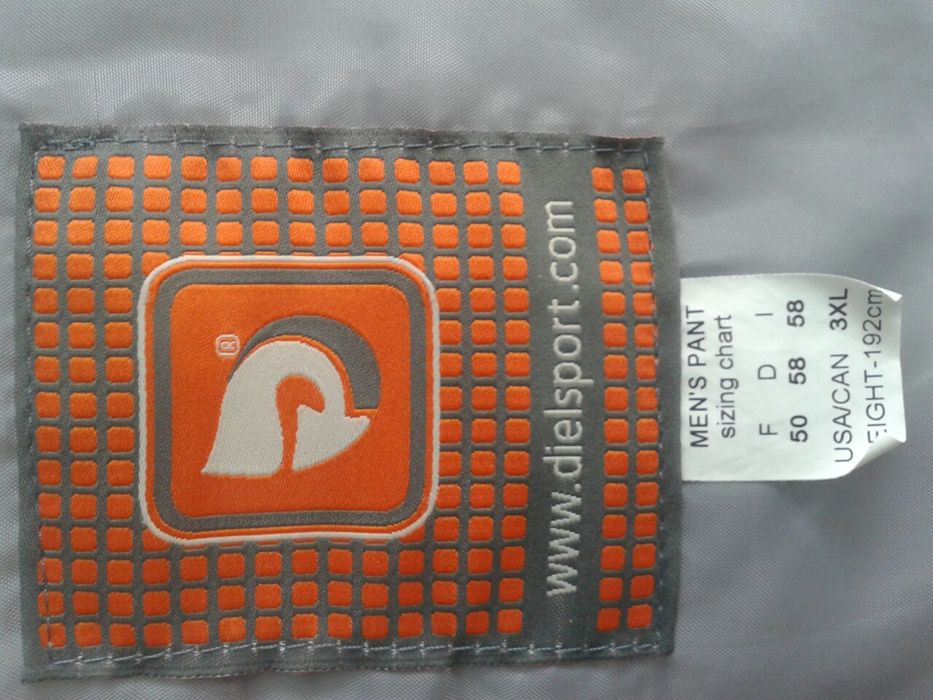 ®
www.dielsport.com
MEN'S PANT
sizing chart
F D I
50 58 58
USA/CAN 3XL
EIGHT-192cm